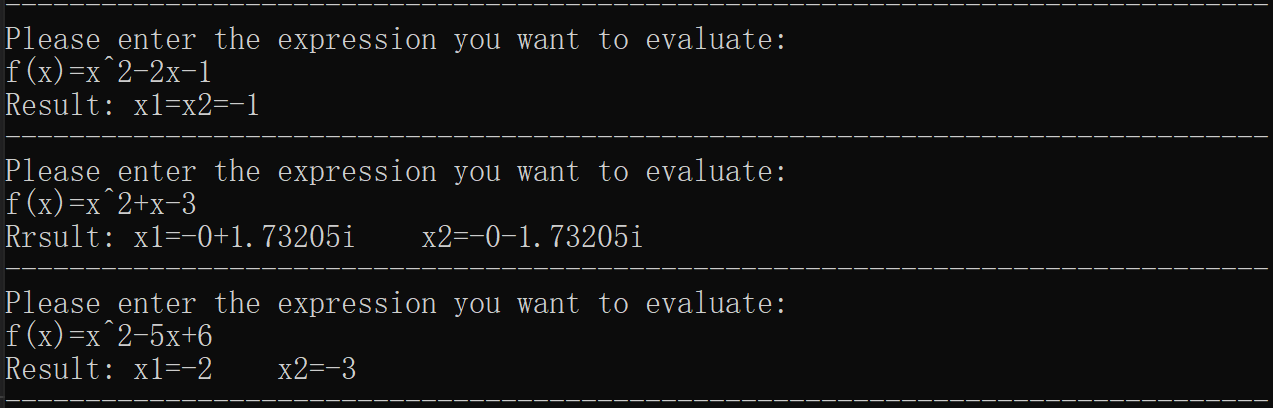 Please enter the expression you want to evaluate:
f(x)=x^2-2x-1
Result: x1=x2=-1
Please enter the expression you want to evaluate:
f(x)=x^2+x-3
Rrsult: x1=-0+1.73205i    x2=-0-1.73205i
Please enter the expression you want to evaluate:
f(x)=x^2-5x+6
Result: x1=-2    x2=-3